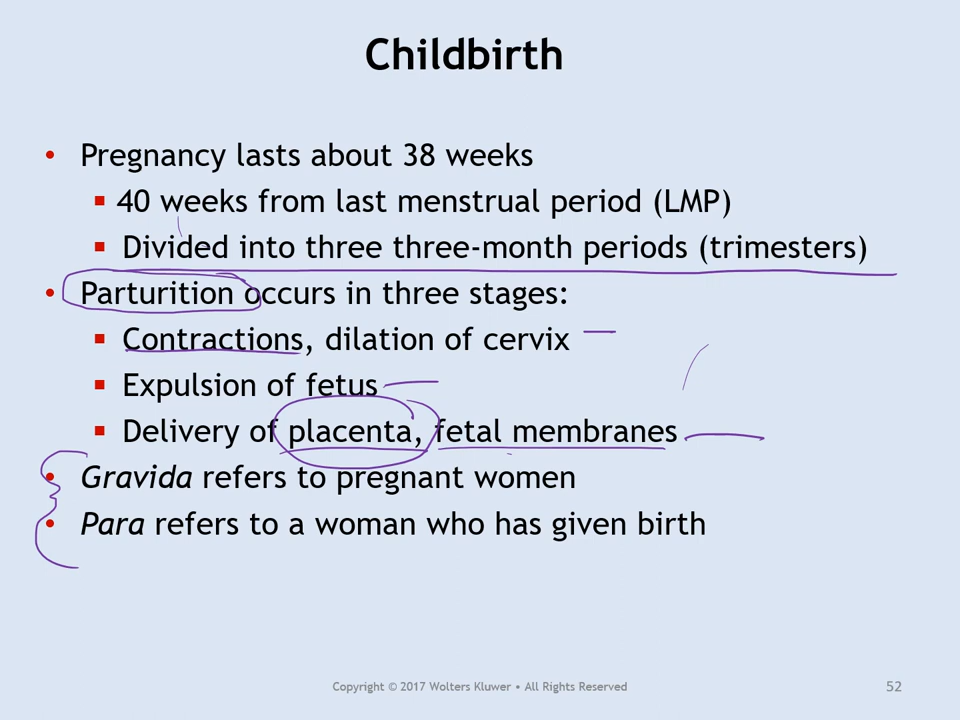 Childbirth
• Pregnancy lasts about 38 weeks
▪ 40 weeks from last menstrual period (LMP)
▪ Divided into three three-month periods (trimesters)
• Parturition occurs in three stages:
▪ Contractions, dilation of cervix
▪ Expulsion of fetus
▪ Delivery of placenta, fetal membranes
• Gravida refers to pregnant women
• Para refers to a woman who has given birth
Copyright © 2017 Wolters Kluwer • All Rights Reserved
52